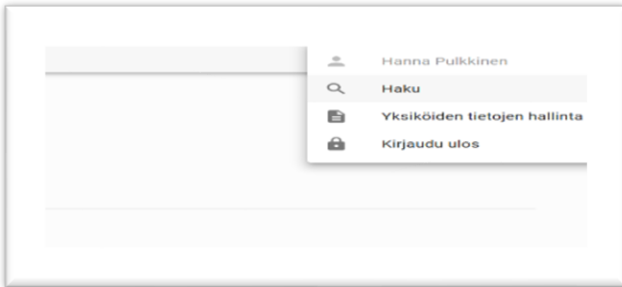 Hanna Pulkkinen
Haku
Yksiköiden tietojen hallinta
Kirjaudu ulos